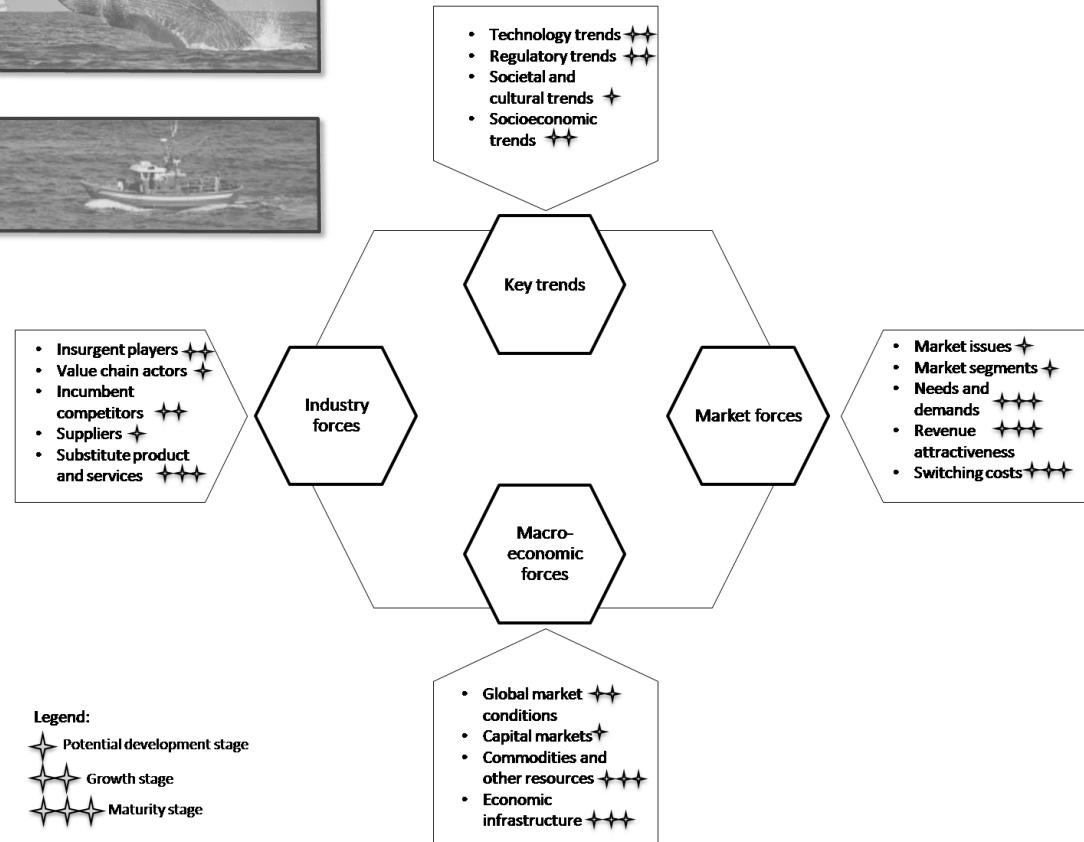 • Technology trends
• Regulatory trends
• Societal and
cultural trends
• Socioeconomic
trends
Key trends
• Insurgent players
• Value chain actors
• Incumbent
competitors
• Suppliers
• Substitute product
and services
Industry
forces
Market forces
• Market issues
• Market segments
• Needs and
demands
• Revenue
attractiveness
• Switching costs
Macro-
economic
forces
• Global market
conditions
• Capital markets
• Commodities and
other resources
• Economic
infrastructure
Legend:
Potential development stage
Growth stage
Maturity stage